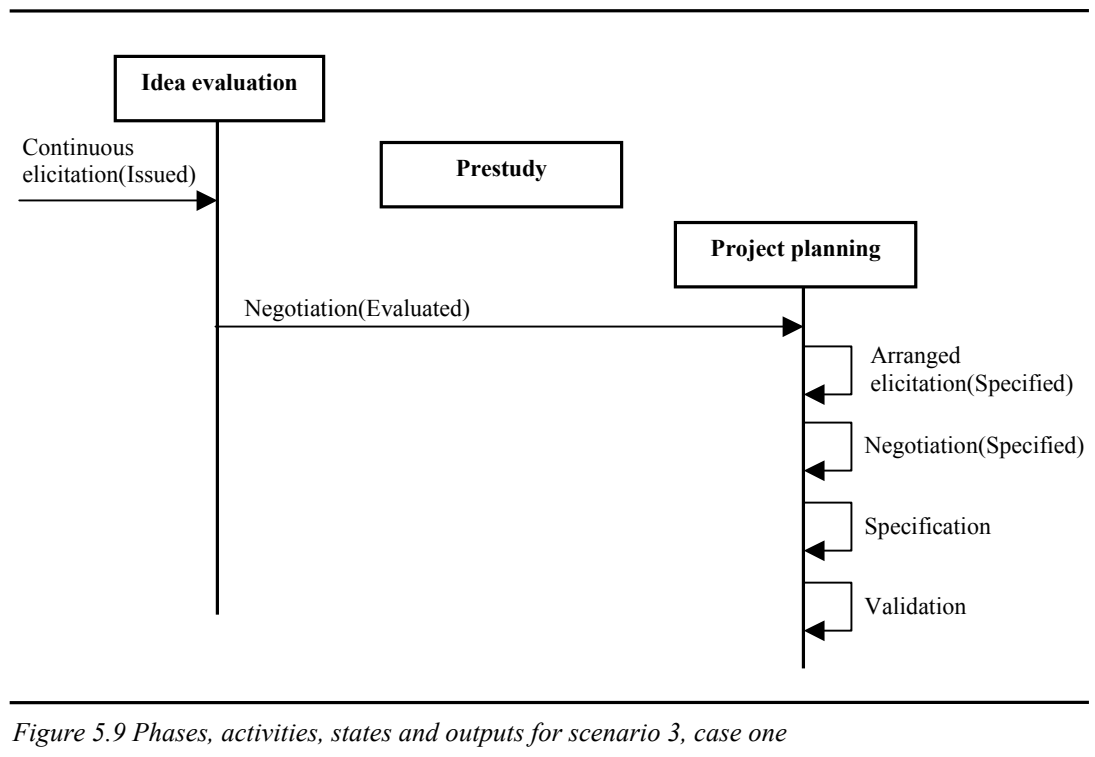 Idea evaluation
Continuous
elicitation(Issued)
Prestudy
Project planning
Negotiation(Evaluated)
Arranged
elicitation(Specified)
Negotiation(Specified)
Specification
Validation
Figure 5.9 Phases, activities, states and outputs for scenario 3, case one